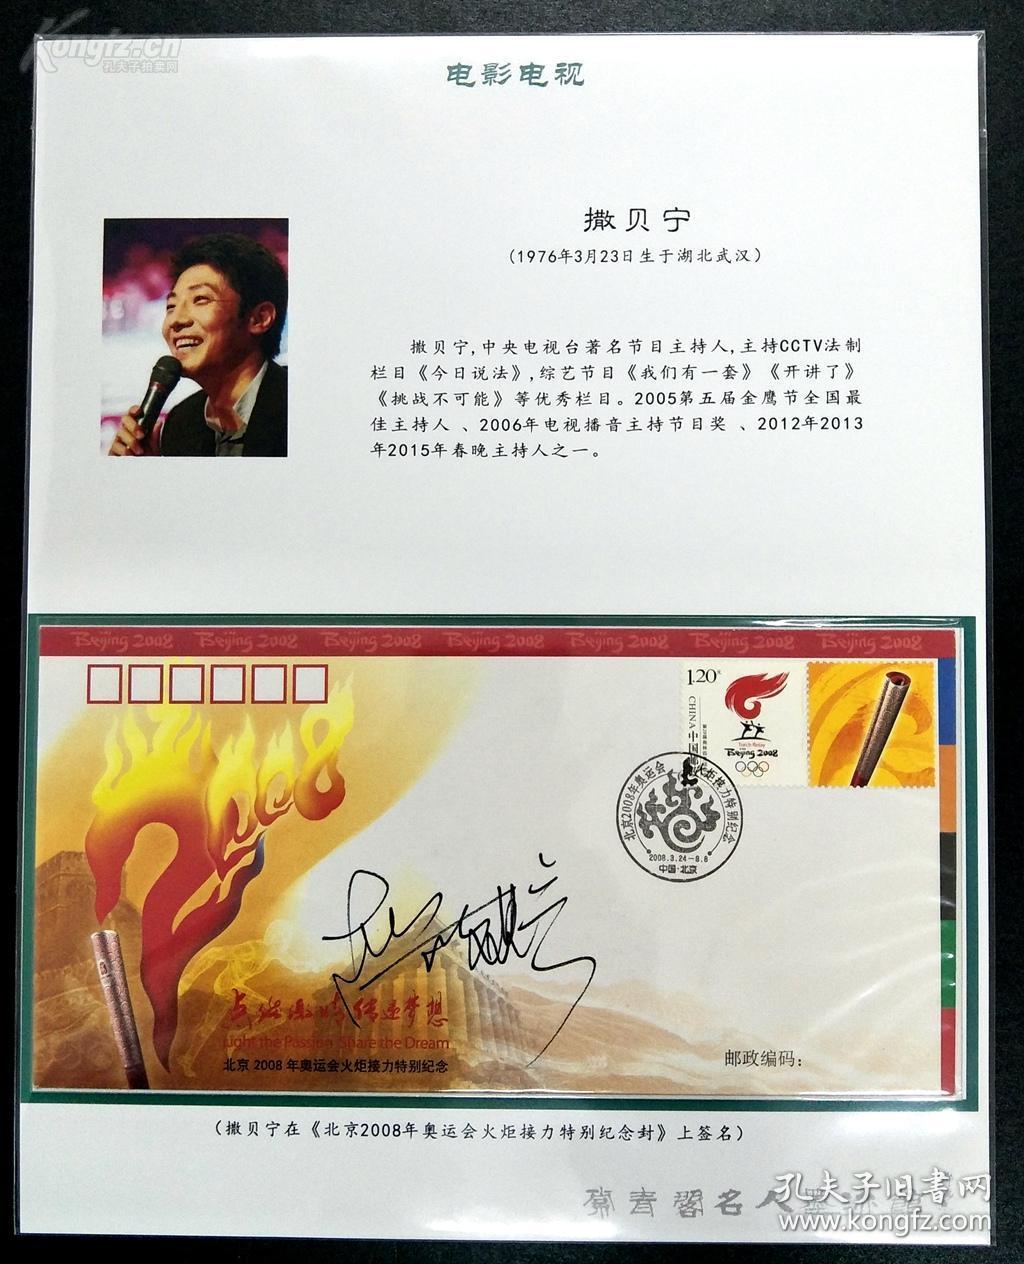 Kongfz.cn
孔夫子拍卖网
电影电视
撒贝宁
（1976年3月23日生于湖北武汉）
撒贝宁,中央电视台著名节目主持人,主持CCTV法制
栏目《今日说法》,综艺节目《我们有一套》《开讲了》
《挑战不可能》等优秀栏目。2005第五届金鹰节全国最
佳主持人 、2006年电视播音主持节目奖 、2012年2013
年2015年春晚主持人之一。
Beijing 2008 Beijing 2008 Beijing 2008 Beijing 2008 Beijing 2008 Beijing 2008 Beijing 2008
1.20元
CHINA 中国邮政
Torch Relay
Beijing 2008
北京2008年奥运会火炬接力特别纪念
2008.3.24-8.8
中国·北京
点燃激情 传递梦想
Light the Passion Share the Dream
北京 2008 年奥运会火炬接力特别纪念
邮政编码：
（撒贝宁在《北京2008年奥运会火炬接力特别纪念封》上签名）
孔夫子旧书网
www.kongfz.com